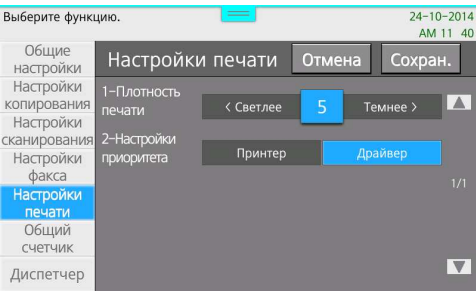 Выберите функцию.
24-10-2014
AM 11 40
Общие
настройки
Настройки
копирования
Настройки
сканирования
Настройки
факса
Настройки
печати
Общий
счетчик
Диспетчер
Настройки печати
Отмена
Сохран.
1-Плотность
печати
< Светлее
5
Темнее >
2-Настройки
приоритета
Принтер
Драйвер
1/1